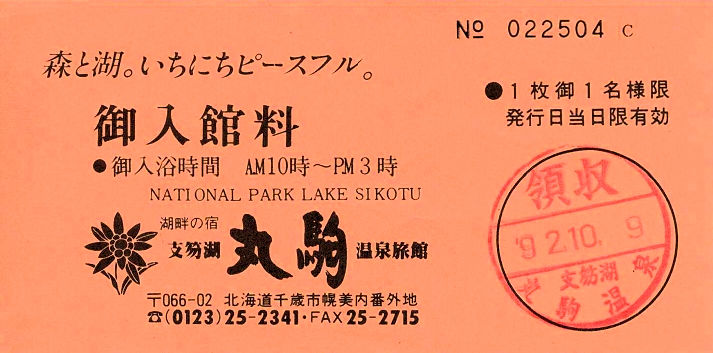 Nº 022504 C
森と湖。いちにちピースフル。
御入館料
●1枚御1名様限
発行日当日限有効
●御入浴時間 AM10時～PM3時
NATIONAL PARK LAKE SIKOTU
湖畔の宿
支笏湖 丸駒 温泉旅館
〒066-02 北海道千歳市幌美内番外地
☎(0123)25-2341・FAX25-2715
領収
'92.10.9
支笏湖
駒温泉